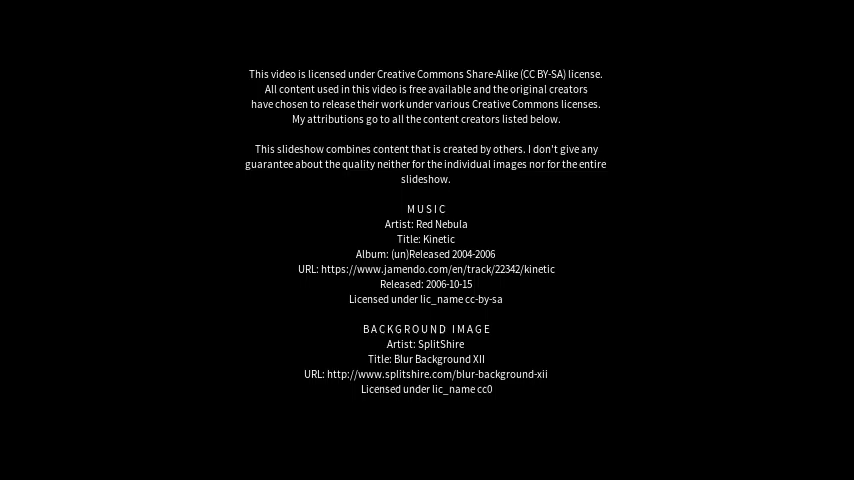 This video is licensed under Creative Commons Share-Alike (CC BY-SA) license.
All content used in this video is free available and the original creators
have chosen to release their work under various Creative Commons licenses.
My attributions go to all the content creators listed below.
This slideshow combines content that is created by others. I don't give any
guarantee about the quality neither for the individual images nor for the entire
slideshow.
MUSIC
Artist: Red Nebula
Title: Kinetic
Album: (un)Released 2004-2006
URL: https://www.jamendo.com/en/track/22342/kinetic
Released: 2006-10-15
Licensed under lic_name cc-by-sa
BACKGROUND IMAGE
Artist: SplitShire
Title: Blur Background XII
URL: http://www.splitshire.com/blur-background-xii
Licensed under lic_name cc0